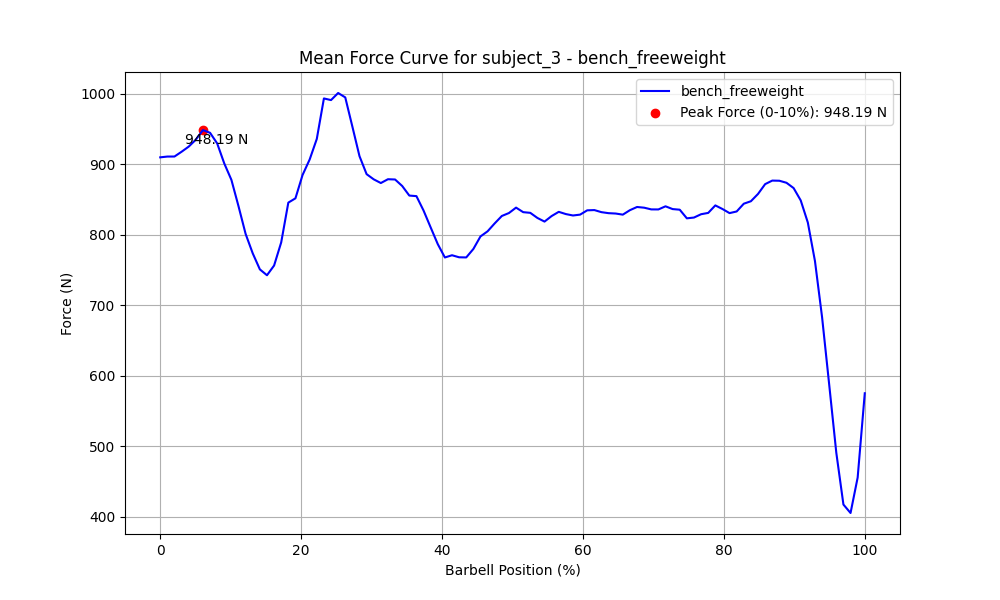 Mean Force Curve for subject_3 - bench_freeweight
bench_freeweight
Peak Force (0-10%): 948.19 N
948.19 N
1000
900
800
700
600
500
400
Force (N)
0
20
40
60
80
100
Barbell Position (%)